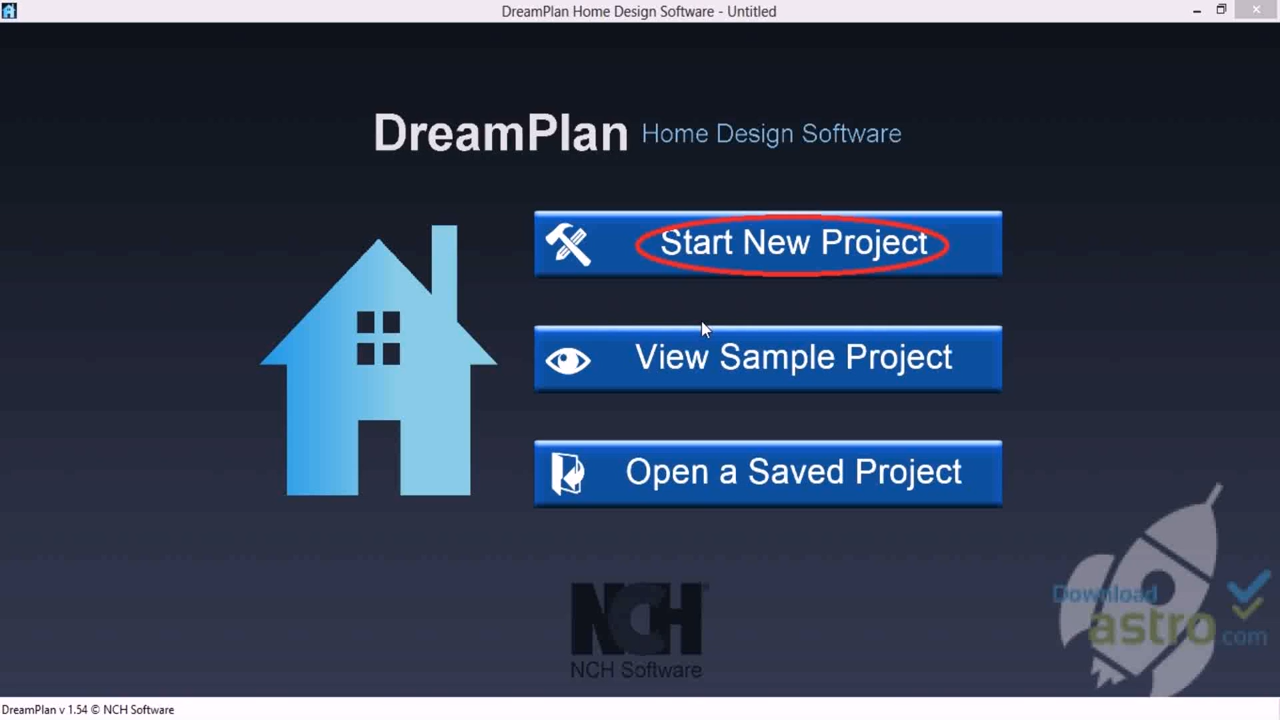 DreamPlan Home Design Software - Untitled
DreamPlan Home Design Software
Start New Project
View Sample Project
Open a Saved Project
NCH
NCH Software
Download
astro.com
DreamPlan v 1.54 © NCH Software